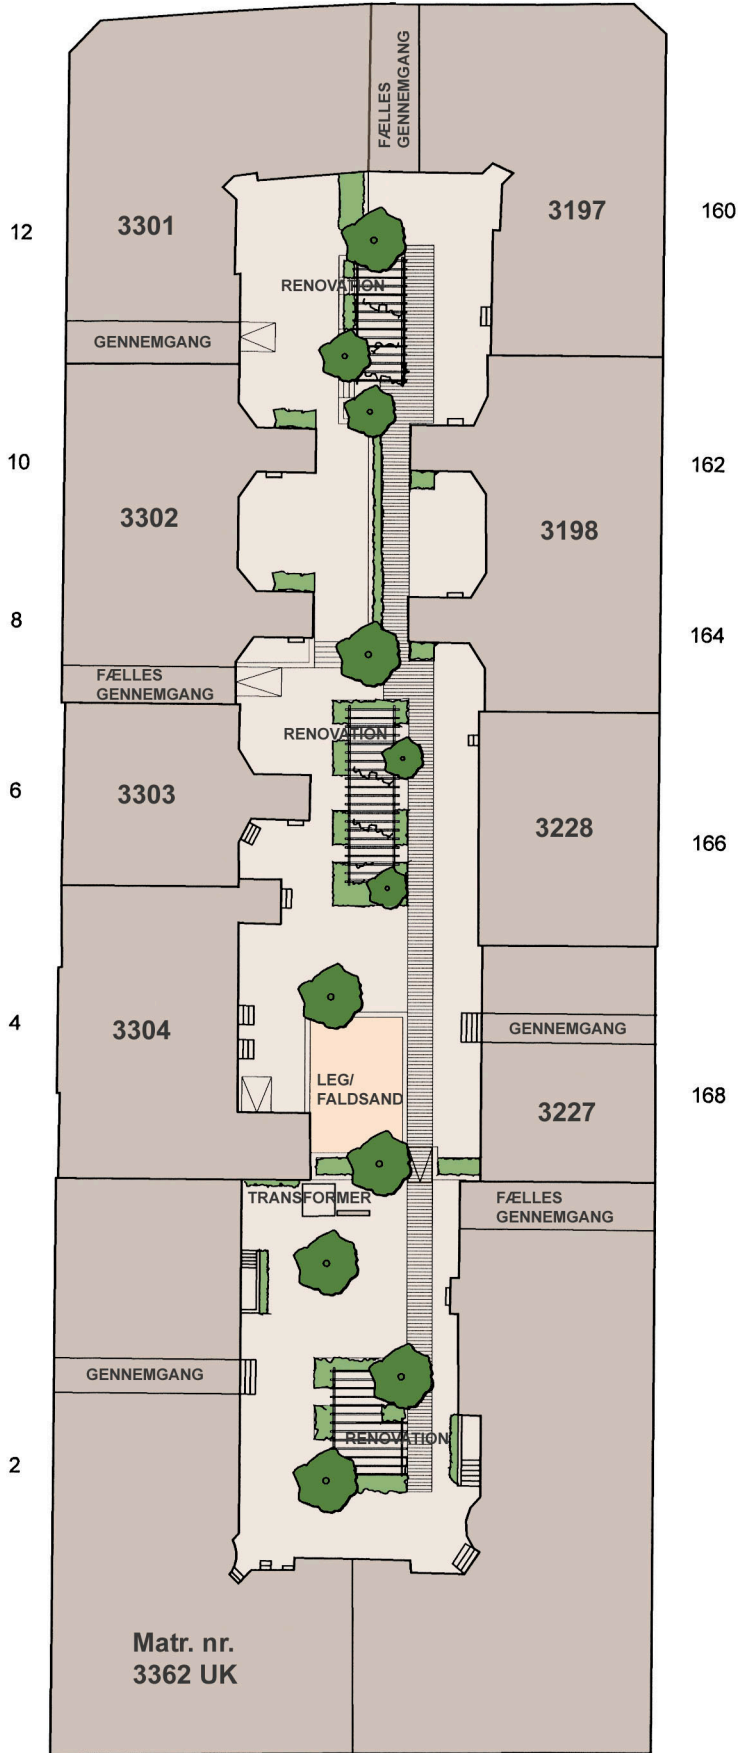 FÆLLES
GENNEMGANG
3301
3197
12
160
RENOVATION
GENNEMGANG
10
162
3302
3198
8
164
FÆLLES
GENNEMGANG
RENOVATION
6
3303
3228
166
4
3304
GENNEMGANG
LEG/
FALDSAND
3227
168
TRANSFORMER
FÆLLES
GENNEMGANG
GENNEMGANG
RENOVATION
2
Matr. nr.
3362 UK